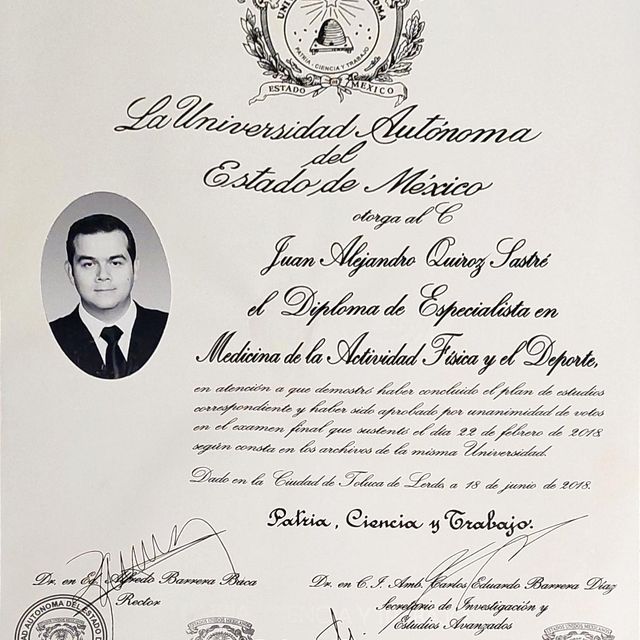 PATRIA, CIENCIA Y TRABAJO
ESTADO MÉXICO
La Universidad Autónoma
del
Estado de México
otorga al C
Juan Alejandro Quiroz Sastré
el Diploma de Especialista en
Medicina de la Actividad Física y el Deporte,
en atención a que demostró haber concluido el plan de estudios
correspondiente y haber sido aprobado por unanimidad de votos
en el examen final que sustentó el día 22 de febrero de 2018
según consta en los archivos de la misma Universidad.
Dado en la Ciudad de Toluca de Lerdo, a 18 de junio de 2018.
Patria, Ciencia y Trabajo.
Dr. en Ed. Alfredo Barrera Baca
Rector
Dr. en C. I. Amb. Carlos Eduardo Barrera Díaz
Secretario de Investigación y
Estudios Avanzados